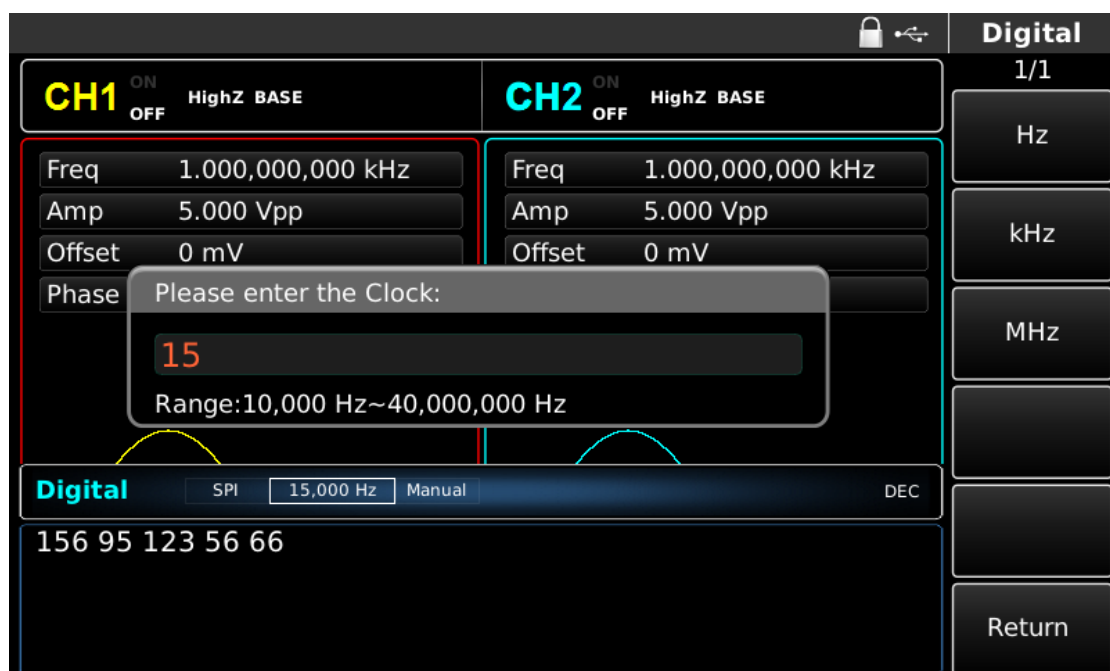 Digital
1/1
CH1 ON OFF HighZ BASE
CH2 ON OFF HighZ BASE
Hz
Freq 1.000,000,000 kHz
Freq 1.000,000,000 kHz
Amp 5.000 Vpp
Amp 5.000 Vpp
kHz
Offset 0 mV
Offset 0 mV
Phase
Please enter the Clock:
15
Range:10,000 Hz~40,000,000 Hz
MHz
Digital SPI 15,000 Hz Manual DEC
156 95 123 56 66
Return